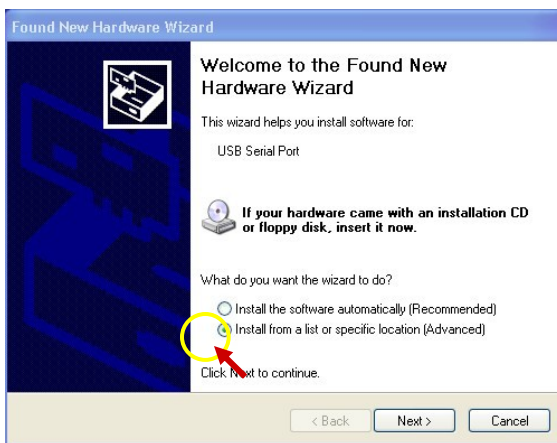 Found New Hardware Wizard
Welcome to the Found New
Hardware Wizard
This wizard helps you install software for:
USB Serial Port
If your hardware came with an installation CD
or floppy disk, insert it now.
What do you want the wizard to do?
Install the software automatically (Recommended)
Install from a list or specific location (Advanced)
Click Next to continue.
< Back
Next >
Cancel